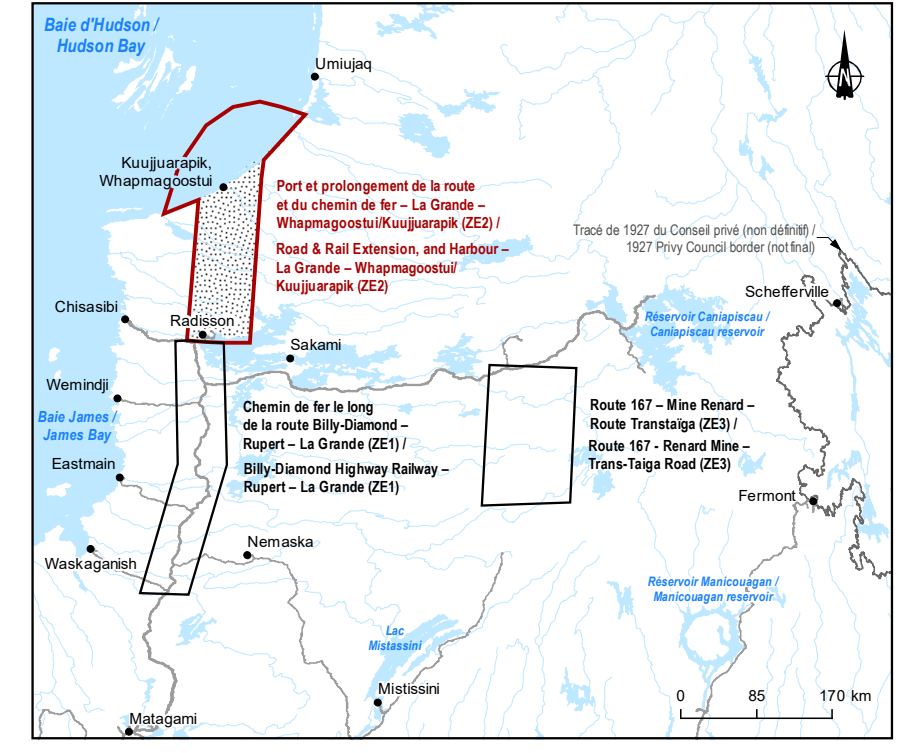 Baie d'Hudson /
Hudson Bay
Umiujaq
N
Kuujjuarapik,
Whapmagoostui
Port et prolongement de la route
et du chemin de fer – La Grande –
Whapmagoostui/Kuujjuarapik (ZE2) /
Road & Rail Extension, and Harbour –
La Grande – Whapmagoostui/
Kuujjuarapik (ZE2)
Tracé de 1927 du Conseil privé (non définitif) /
1927 Privy Council border (not final)
Schefferville
Chisasibi
Radisson
Réservoir Caniapiscau /
Caniapiscau reservoir
Sakami
Wemindji
Baie James /
James Bay
Chemin de fer le long
de la route Billy-Diamond –
Rupert – La Grande (ZE1) /
Billy-Diamond Highway Railway –
Rupert – La Grande (ZE1)
Route 167 – Mine Renard –
Route Transtaïga (ZE3) /
Route 167 - Renard Mine –
Trans-Taiga Road (ZE3)
Eastmain
Fermont
Waskaganish
Nemaska
Réservoir Manicouagan /
Manicouagan reservoir
Lac
Mistassini
Mistissini
0 85 170 km
Matagami